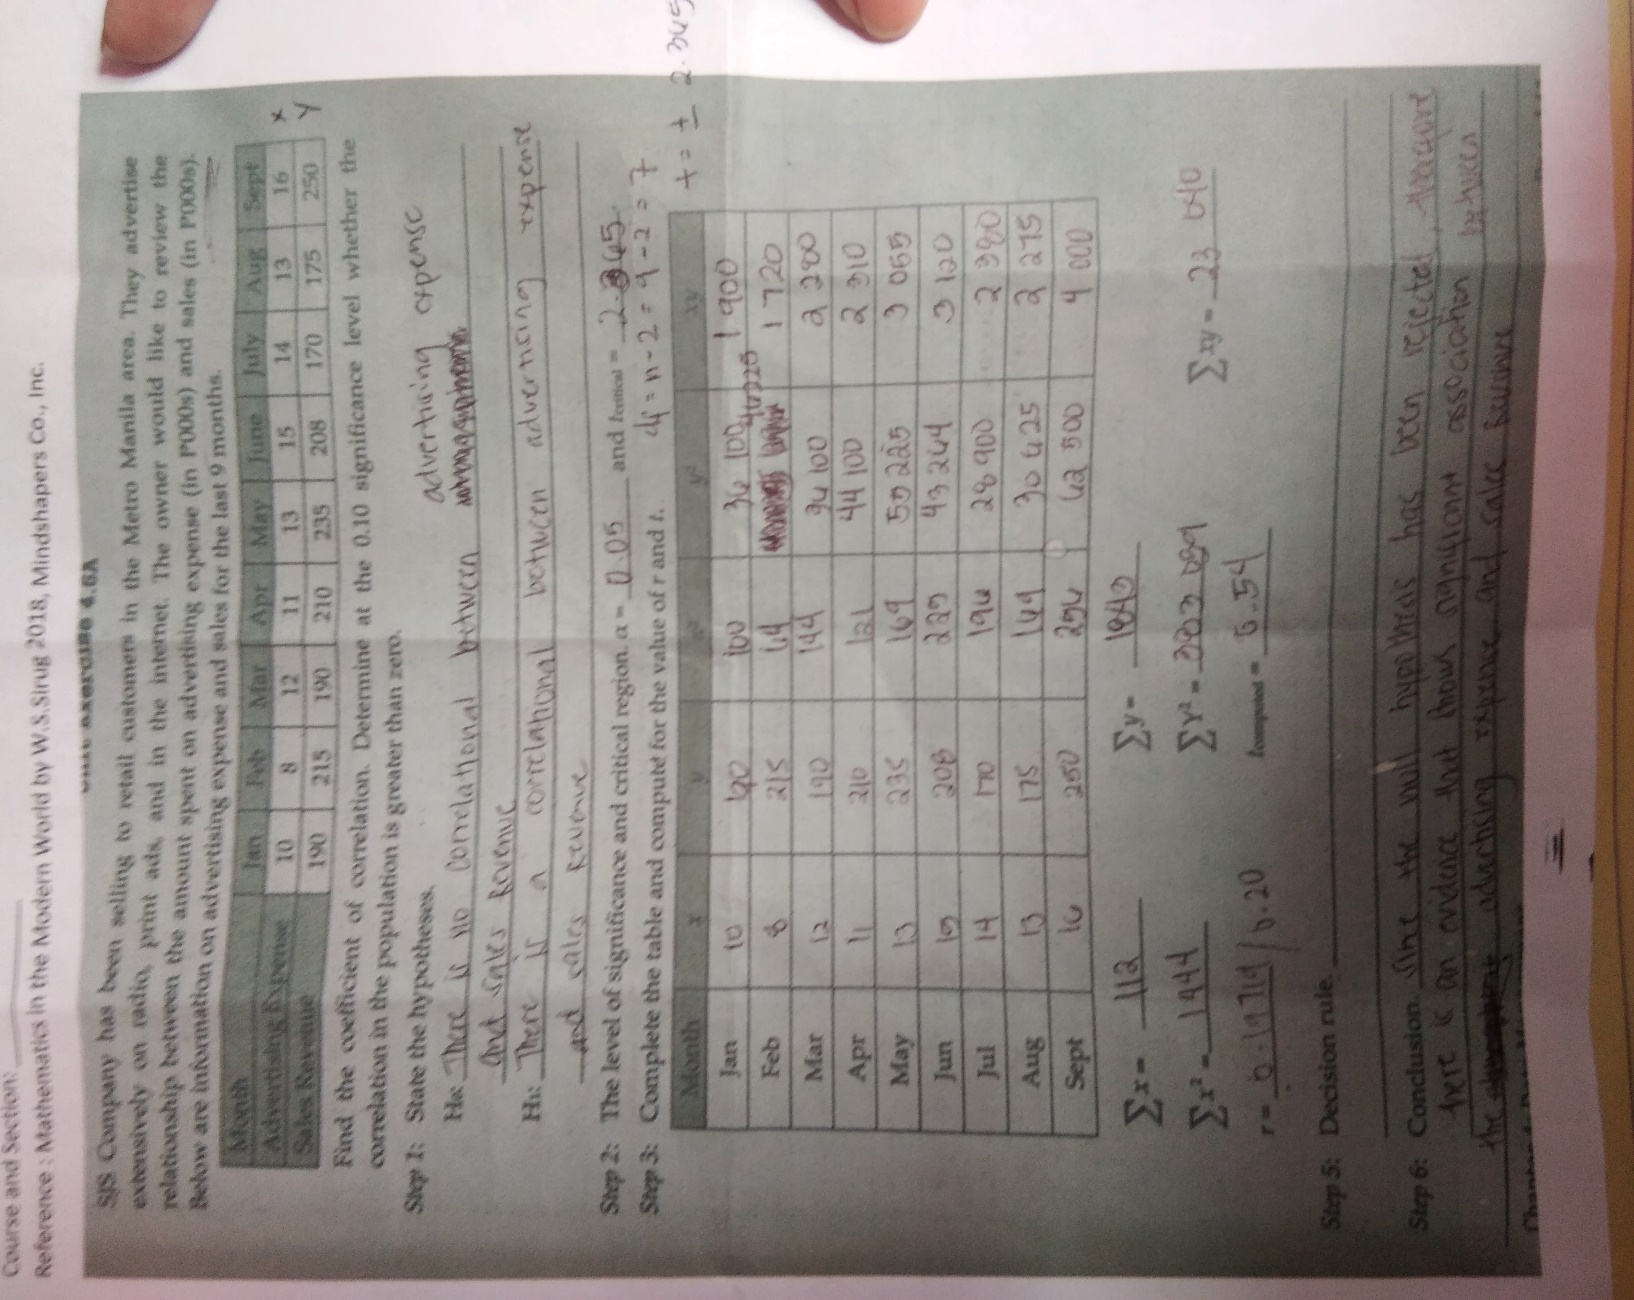 Course and Section:
Reference : Mathematics in the Modern World by W.S.Sirug 2018, Mindshapers Co., Inc.
SJS Company has been selling to retail customers in the Metro Manila area. They advertise
extensively on radio, print ads, and in the internet. The owner would like to review the
relationship between the amount spent on advertising expense (in P000s) and sales (in P000s).
Below are information on advertising expense and sales for the last 9 months.
Month Jan Feb Mar Apr May June July Aug Sept
Advertising Expense 10 8 12 11 13 15 14 13 16 x
Sales Revenue 190 215 190 210 235 208 170 175 250 y
Find the coefficient of correlation. Determine at the 0.10 significance level whether the
correlation in the population is greater than zero.
Step 1: State the hypotheses.
advertising expense
Ho: There is no correlational between
and sales Revenue
H1: There is a correlational between advertising expense
and sales Revenue
Step 2: The level of significance and critical region. α = 0.05 and tcritical =
df = n - 2 = 9 - 2 = 7
Step 3: Complete the table and compute for the value of r and t.
t = ± 2.365
Month x y x² y² xy
Jan 10 190 100 36 100 1 900
Feb 8 215 64 46225 1 720
Mar 12 190 144 36 100 2 280
Apr 11 210 121 44 100 2 310
May 13 235 169 55 225 3 055
Jun 15 208 225 43 264 3 120
Jul 14 170 196 28 900 2 380
Aug 13 175 169 30 625 2 275
Sept 16 250 256 62 500 4 000
∑x = 112 ∑y = 1843
∑x² = 1444 ∑y² = ∑xy = 23 040
r = 0.19719 / 0.20 tcomputed =
Step 5: Decision rule.
Step 6: Conclusion. Since the null hypothesis has been rejected, therefore
there is an evidence that shows significant association between
the advertising expense and sales Revenue